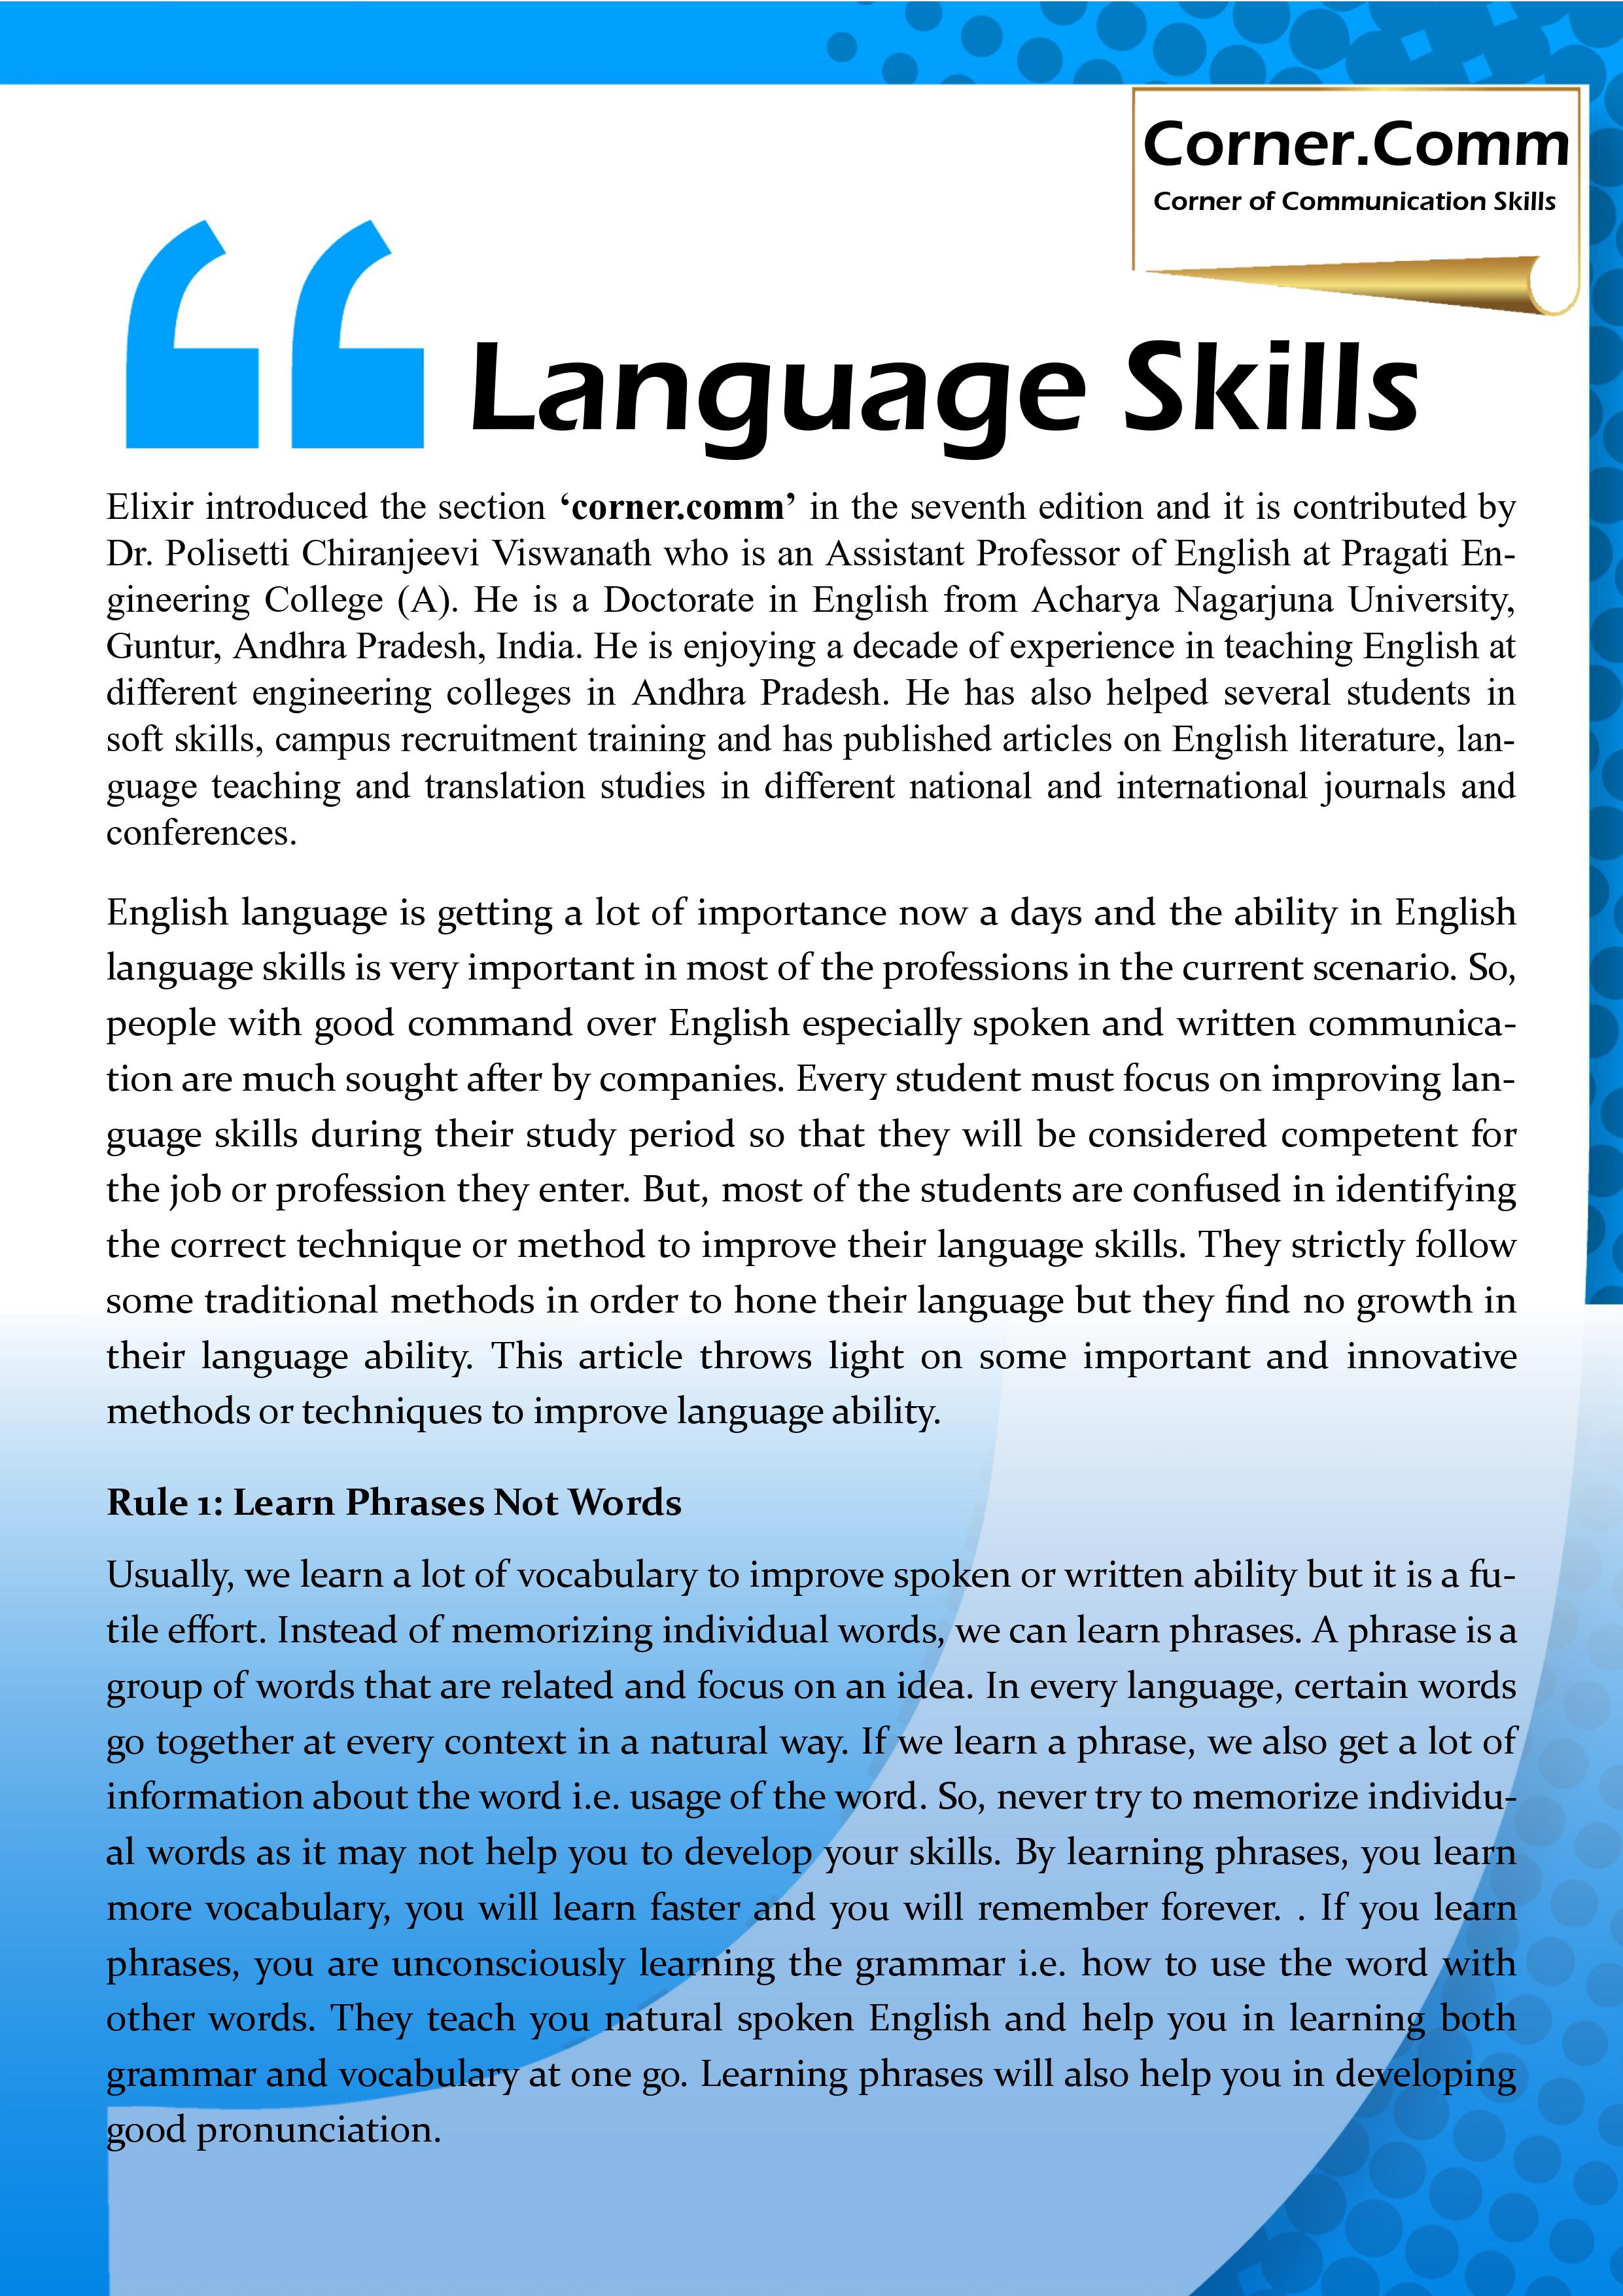 Corner.Comm
Corner of Communication Skills
“ Language Skills
Elixir introduced the section ‘corner.comm’ in the seventh edition and it is contributed by
Dr. Polisetti Chiranjeevi Viswanath who is an Assistant Professor of English at Pragati En-
gineering College (A). He is a Doctorate in English from Acharya Nagarjuna University,
Guntur, Andhra Pradesh, India. He is enjoying a decade of experience in teaching English at
different engineering colleges in Andhra Pradesh. He has also helped several students in
soft skills, campus recruitment training and has published articles on English literature, lan-
guage teaching and translation studies in different national and international journals and
conferences.
English language is getting a lot of importance now a days and the ability in English
language skills is very important in most of the professions in the current scenario. So,
people with good command over English especially spoken and written communica-
tion are much sought after by companies. Every student must focus on improving lan-
guage skills during their study period so that they will be considered competent for
the job or profession they enter. But, most of the students are confused in identifying
the correct technique or method to improve their language skills. They strictly follow
some traditional methods in order to hone their language but they find no growth in
their language ability. This article throws light on some important and innovative
methods or techniques to improve language ability.
Rule 1: Learn Phrases Not Words
Usually, we learn a lot of vocabulary to improve spoken or written ability but it is a fu-
tile effort. Instead of memorizing individual words, we can learn phrases. A phrase is a
group of words that are related and focus on an idea. In every language, certain words
go together at every context in a natural way. If we learn a phrase, we also get a lot of
information about the word i.e. usage of the word. So, never try to memorize individu-
al words as it may not help you to develop your skills. By learning phrases, you learn
more vocabulary, you will learn faster and you will remember forever. . If you learn
phrases, you are unconsciously learning the grammar i.e. how to use the word with
other words. They teach you natural spoken English and help you in learning both
grammar and vocabulary at one go. Learning phrases will also help you in developing
good pronunciation.